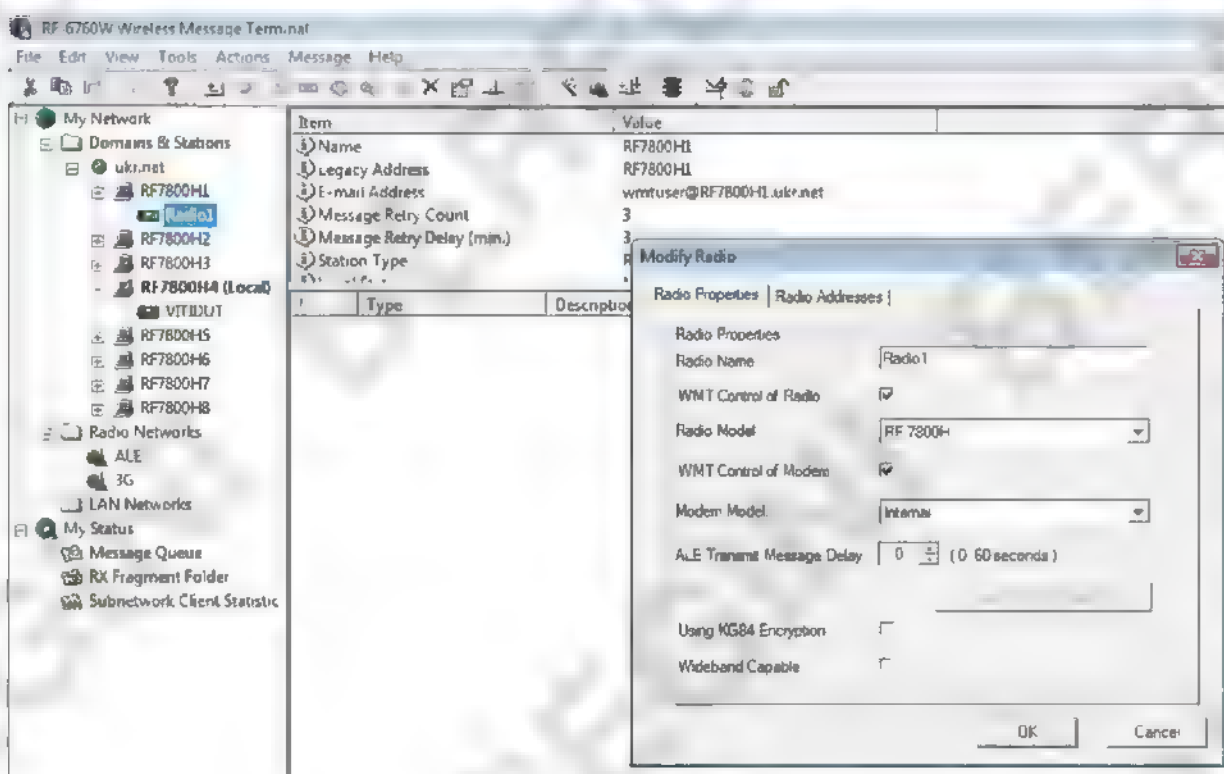 RF-6760W Wireless Message Terminal
File Edit View Tools Actions Message Help
My Network
Domains & Stations
ukr.net
RF7800H1
Radio1
RF7800H2
RF7800H3
RF7800H4 (Local)
VITIDUT
RF7800H5
RF7800H6
RF7800H7
RF7800H8
Radio Networks
ALE
3G
LAN Networks
My Status
Message Queue
RX Fragment Folder
Subnetwork Client Statistic
Item Value
Name RF7800H1
Legacy Address RF7800H1
E-mail Address wmtuser@RF7800H1.ukr.net
Message Retry Count 3
Message Retry Delay (min.) 3
Station Type R
! Type Description
Modify Radio
Radio Properties Radio Addresses
Radio Properties
Radio Name Radio1
WMT Control of Radio
Radio Model RF-7800H
WMT Control of Modem
Modem Model Internal
ALE Transmit Message Delay 0 ( 0 60 seconds )
Using KG84 Encryption
Wideband Capable
OK Cancel